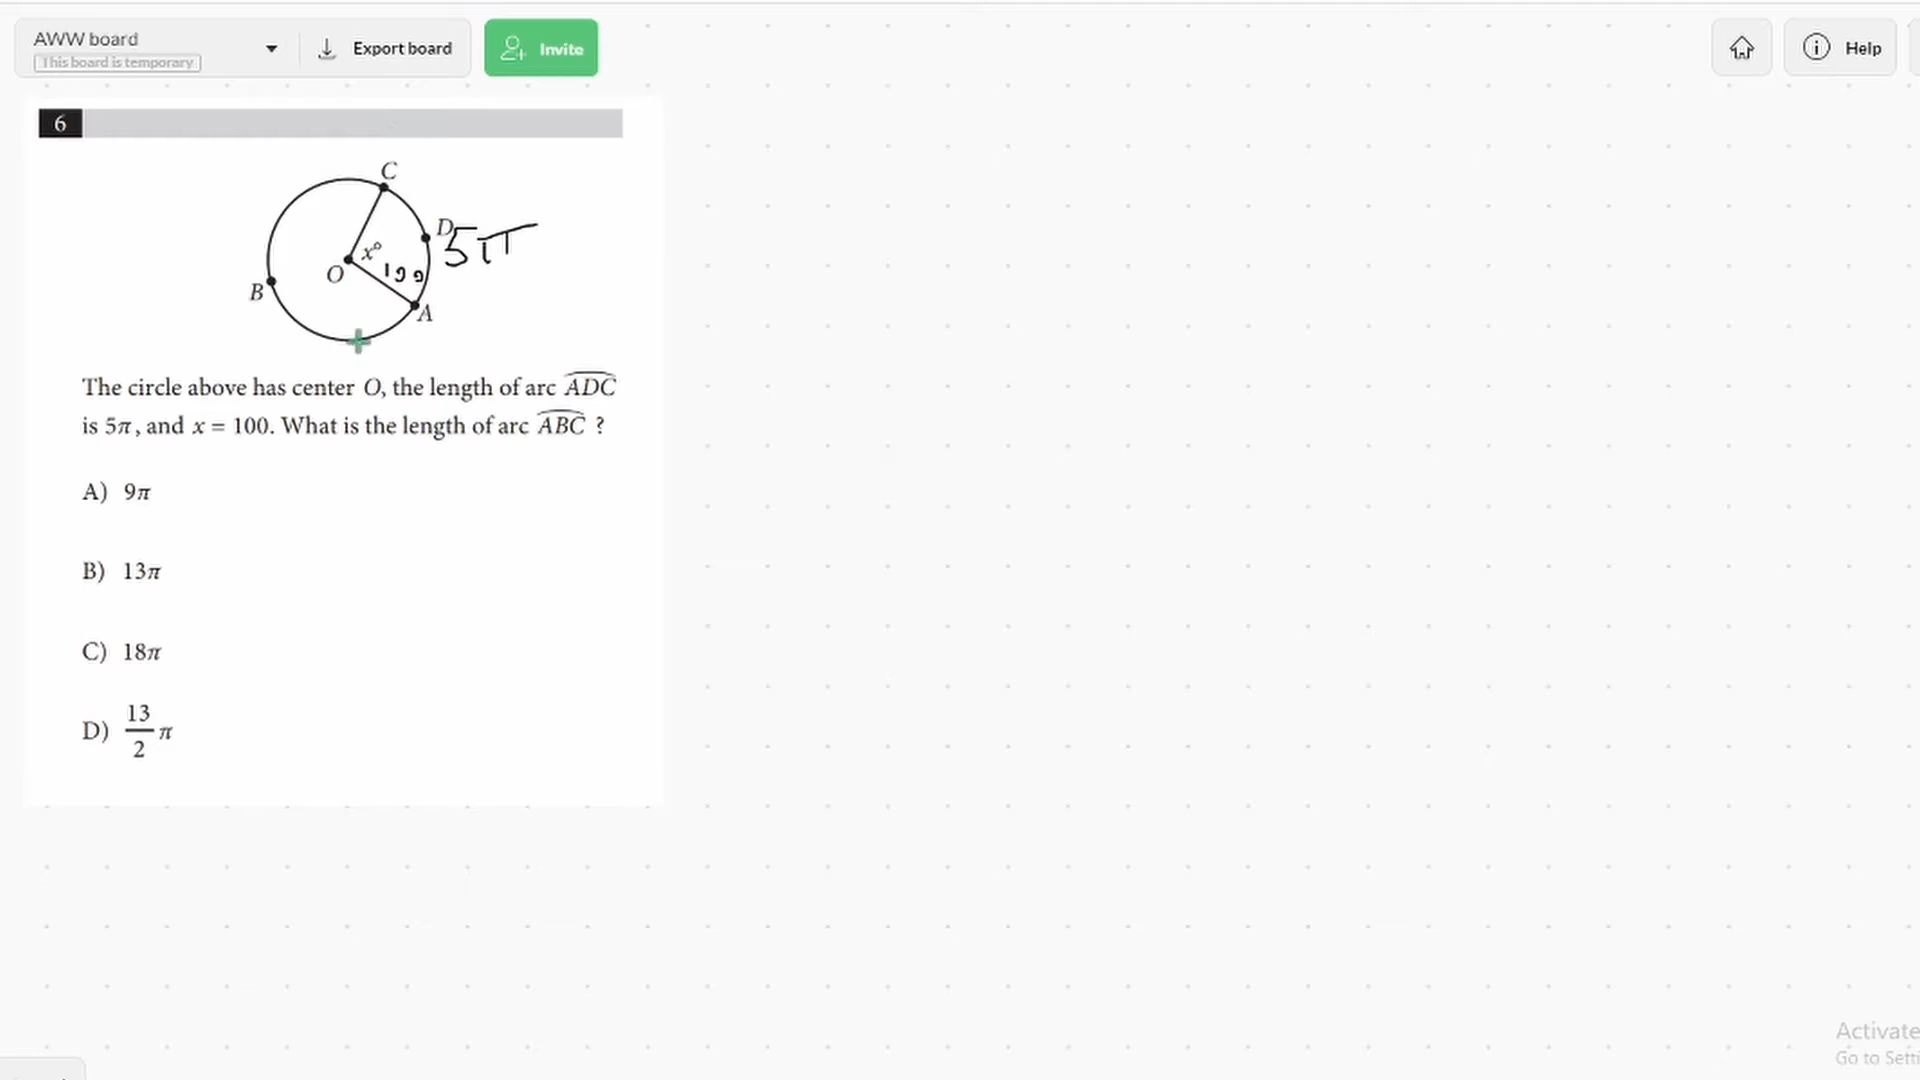 AWW board
This board is temporary
Export board
Invite
Help
6
C
D
5π
x°
100
O
B
A
The circle above has center O, the length of arc ADC
is 5π, and x = 100. What is the length of arc ABC ?
A) 9π
B) 13π
C) 18π
D) 13/2 π
Activate
Go to Setti